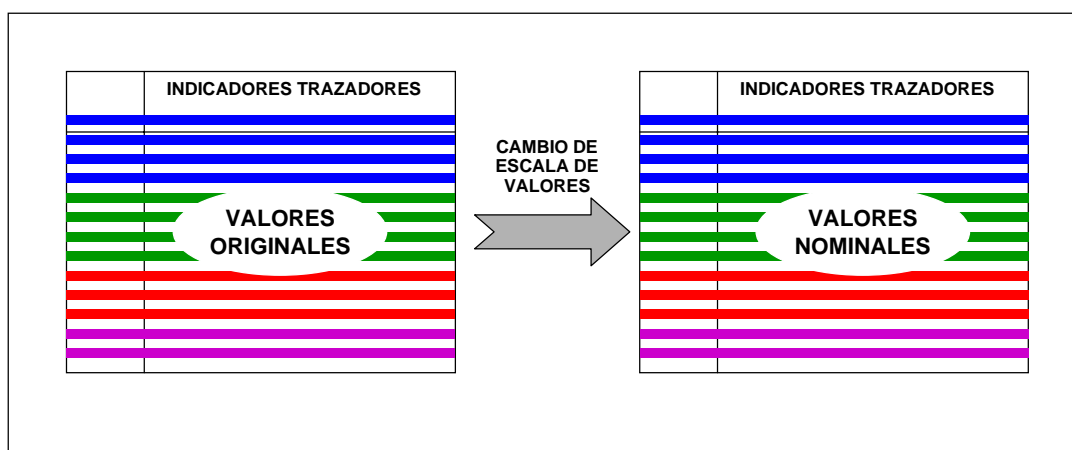 INDICADORES TRAZADORES
VALORES
ORIGINALES
CAMBIO DE
ESCALA DE
VALORES
INDICADORES TRAZADORES
VALORES
NOMINALES